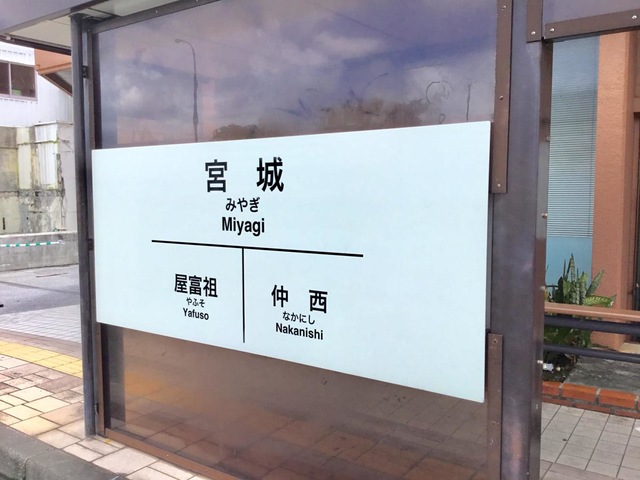 宮城
みやぎ
Miyagi
屋富祖
やふそ
Yafuso
仲西
なかにし
Nakanishi